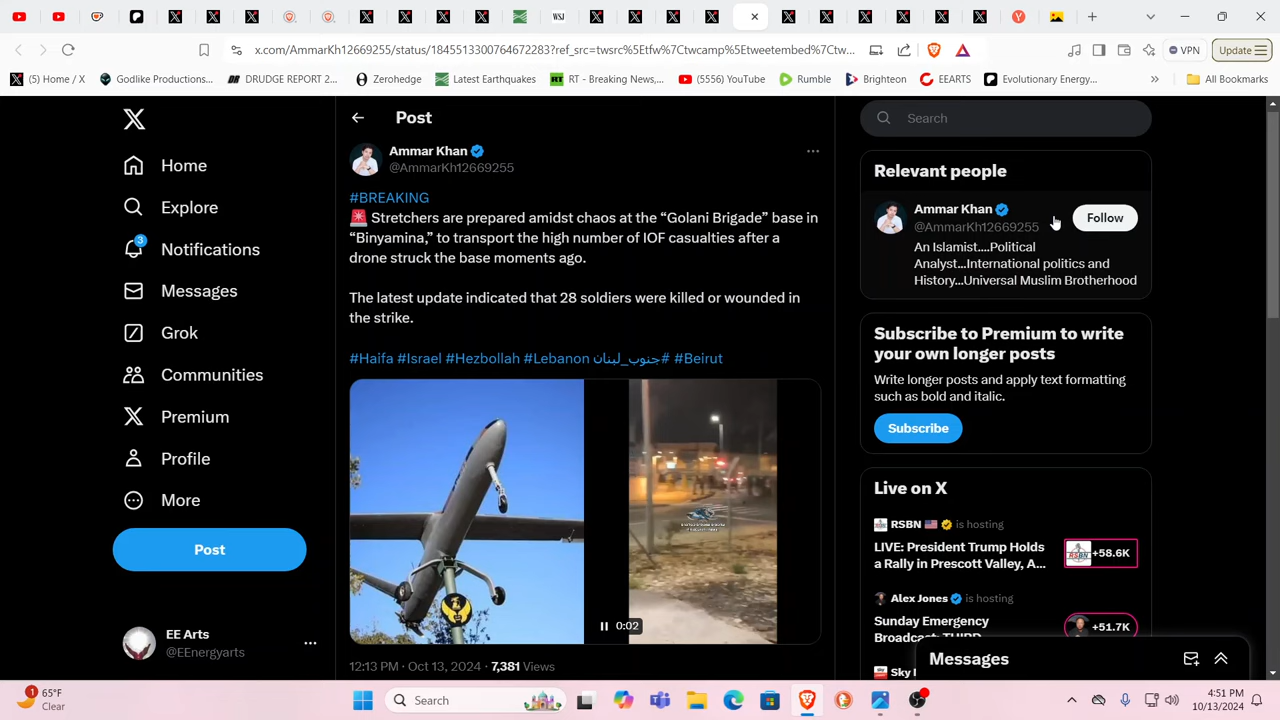 x.com/AmmarKh12669255/status/1845513300764672283?ref_src=twsrc%5Etfw%7Ctwcamp%5Etweetembed%7Ctw...
VPN
Update
(5) Home / X
Godlike Productions...
DRUDGE REPORT 2...
Zerohedge
Latest Earthquakes
RT - Breaking News,...
(5555) YouTube
Rumble
Brighteon
EEARTS
Evolutionary Energy...
All Bookmarks
Home
Explore
3
Notifications
Messages
Grok
Communities
Premium
Profile
More
Post
EE Arts
@EEnergyarts
Post
Ammar Khan
@AmmarKh12669255
#BREAKING
🚨 Stretchers are prepared amidst chaos at the “Golani Brigade” base in
“Binyamina,” to transport the high number of IOF casualties after a
drone struck the base moments ago.
The latest update indicated that 28 soldiers were killed or wounded in
the strike.
#Haifa #Israel #Hezbollah #Lebanon #جنوب_لبنان #Beirut
0:02
12:13 PM · Oct 13, 2024 · 7,381 Views
Search
Relevant people
Ammar Khan
@AmmarKh12669255
Follow
An Islamist....Political
Analyst...International politics and
History...Universal Muslim Brotherhood
Subscribe to Premium to write
your own longer posts
Write longer posts and apply text formatting
such as bold and italic.
Subscribe
Live on X
RSBN 🇺🇸 is hosting
LIVE: President Trump Holds
a Rally in Prescott Valley, A...
+58.6K
Alex Jones is hosting
Sunday Emergency
Broadcast: THIRD
+51.7K
Sky
Messages
1
65°F
Clear
Search
4:51 PM
10/13/2024